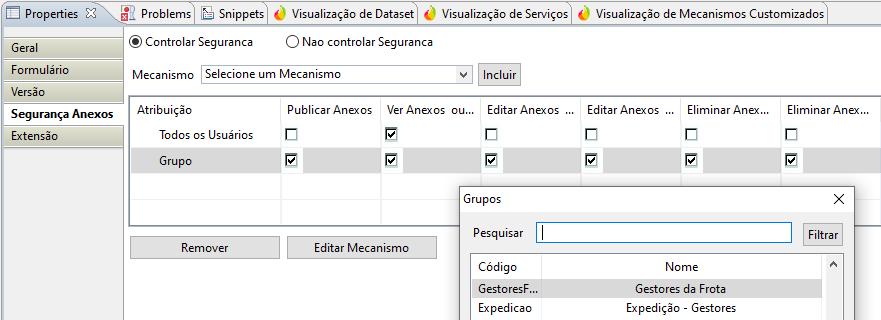 Properties Problems Snippets Visualização de Dataset Visualização de Serviços Visualização de Mecanismos Customizados
Geral
Formulário
Versão
Segurança Anexos
Extensão
Controlar Seguranca Nao controlar Seguranca
Mecanismo Selecione um Mecanismo Incluir
Atribuição Publicar Anexos Ver Anexos ou... Editar Anexos ... Editar Anexos ... Eliminar Anex... Eliminar Anex...
Todos os Usuários
Grupo
Remover Editar Mecanismo
Grupos
Pesquisar Filtrar
Código Nome
GestoresF... Gestores da Frota
Expedicao Expedição - Gestores